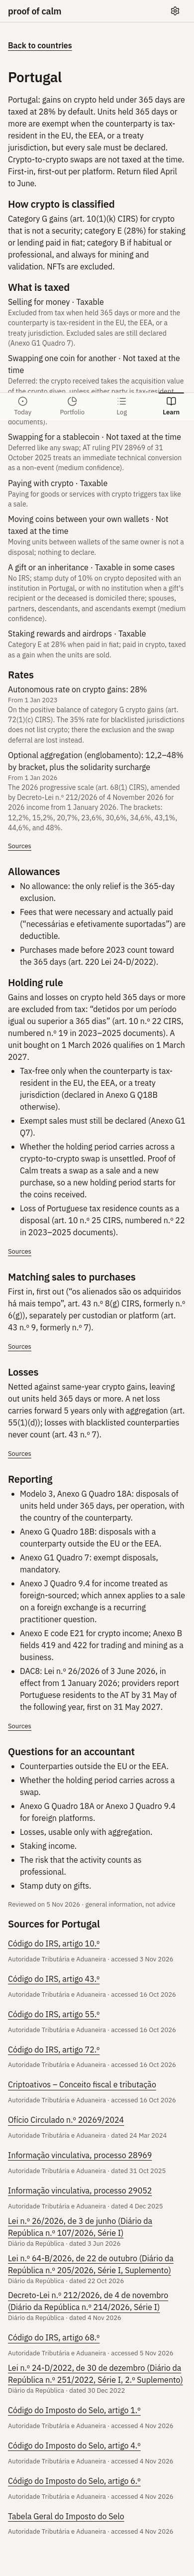 proof of calm
Back to countries
Portugal
Portugal: gains on crypto held under 365 days are
taxed at 28% by default. Units held 365 days or
more are exempt when the counterparty is tax-
resident in the EU, the EEA, or a treaty
jurisdiction, but every sale must be declared.
Crypto-to-crypto swaps are not taxed at the time.
First-in, first-out per platform. Return filed April
to June.
How crypto is classified
Category G gains (art. 10(1)(k) CIRS) for crypto
that is not a security; category E (28%) for staking
or lending paid in fiat; category B if habitual or
professional, and always for mining and
validation. NFTs are excluded.
What is taxed
Selling for money · Taxable
Excluded from tax when held 365 days or more and the
counterparty is tax-resident in the EU, the EEA, or a
treaty jurisdiction. Excluded sales are still declared
(Anexo G1 Quadro 7).
Swapping one coin for another · Not taxed at the
time
Deferred: the crypto received takes the acquisition value
Today
Portfolio
Log
Learn
documents).
Swapping for a stablecoin · Not taxed at the time
Deferred like any swap; AT ruling PIV 28969 of 31
October 2025 treats an immediate technical conversion
as a non-event (medium confidence).
Paying with crypto · Taxable
Paying for goods or services with crypto triggers tax like
a sale.
Moving coins between your own wallets · Not
taxed at the time
Moving units between wallets of the same owner is not a
disposal; nothing to declare.
A gift or an inheritance · Taxable in some cases
No IRS; stamp duty of 10% on crypto deposited with an
institution in Portugal, or with no institution when a gift's
recipient or the deceased is domiciled there; spouses,
partners, descendants, and ascendants exempt (medium
confidence).
Staking rewards and airdrops · Taxable
Category E at 28% when paid in fiat; paid in crypto, taxed
as a gain when the units are sold.
Rates
Autonomous rate on crypto gains: 28%
From 1 Jan 2023
On the positive balance of category G crypto gains (art.
72(1)(c) CIRS). The 35% rate for blacklisted jurisdictions
does not list crypto; there the exclusion and the swap
deferral are lost instead.
Optional aggregation (englobamento): 12,2–48%
by bracket, plus the solidarity surcharge
From 1 Jan 2026
The 2026 progressive scale (art. 68(1) CIRS), amended
by Decreto-Lei n.º 212/2026 of 4 November 2026 for
2026 income from 1 January 2026. The brackets:
12,2%, 15,2%, 20,7%, 23,6%, 30,6%, 34,6%, 43,1%,
44,6%, and 48%.
Sources
Allowances
No allowance: the only relief is the 365-day
exclusion.
Fees that were necessary and actually paid
(“necessárias e efetivamente suportadas”) are
deductible.
Purchases made before 2023 count toward
the 365 days (art. 220 Lei 24-D/2022).
Holding rule
Gains and losses on crypto held 365 days or more
are excluded from tax: “detidos por um período
igual ou superior a 365 dias” (art. 10 n.º 22 CIRS,
numbered n.º 19 in 2023–2025 documents). A
unit bought on 1 March 2026 qualifies on 1 March
2027.
Tax-free only when the counterparty is tax-
resident in the EU, the EEA, or a treaty
jurisdiction (declared in Anexo G Q18B
otherwise).
Exempt sales must still be declared (Anexo G1
Q7).
Whether the holding period carries across a
crypto-to-crypto swap is unsettled. Proof of
Calm treats a swap as a sale and a new
purchase, so a new holding period starts for
the coins received.
Loss of Portuguese tax residence counts as a
disposal (art. 10 n.º 25 CIRS, numbered n.º 22
in 2023–2025 documents).
Sources
Matching sales to purchases
First in, first out (“os alienados são os adquiridos
há mais tempo”, art. 43 n.º 8(g) CIRS, formerly n.º
6(g)), separately per custodian or platform (art.
43 n.º 9, formerly n.º 7).
Sources
Losses
Netted against same-year crypto gains, leaving
out units held 365 days or more. A net loss
carries forward 5 years only with aggregation (art.
55(1)(d)); losses with blacklisted counterparties
never count (art. 43 n.º 7).
Sources
Reporting
Modelo 3, Anexo G Quadro 18A: disposals of
units held under 365 days, per operation, with
the country of the counterparty.
Anexo G Quadro 18B: disposals with a
counterparty outside the EU or the EEA.
Anexo G1 Quadro 7: exempt disposals,
mandatory.
Anexo J Quadro 9.4 for income treated as
foreign-sourced; which annex applies to a sale
on a foreign exchange is a recurring
practitioner question.
Anexo E code E21 for crypto income; Anexo B
fields 419 and 422 for trading and mining as a
business.
DAC8: Lei n.º 26/2026 of 3 June 2026, in
effect from 1 January 2026; providers report
Portuguese residents to the AT by 31 May of
the following year, first on 31 May 2027.
Sources
Questions for an accountant
Counterparties outside the EU or the EEA.
Whether the holding period carries across a
swap.
Anexo G Quadro 18A or Anexo J Quadro 9.4
for foreign platforms.
Losses, usable only with aggregation.
Staking income.
The risk that the activity counts as
professional.
Stamp duty on gifts.
Reviewed on 5 Nov 2026 · general information, not advice
Sources for Portugal
Código do IRS, artigo 10.º
Autoridade Tributária e Aduaneira · accessed 3 Nov 2026
Código do IRS, artigo 43.º
Autoridade Tributária e Aduaneira · accessed 16 Oct 2026
Código do IRS, artigo 55.º
Autoridade Tributária e Aduaneira · accessed 16 Oct 2026
Código do IRS, artigo 72.º
Autoridade Tributária e Aduaneira · accessed 16 Oct 2026
Criptoativos – Conceito fiscal e tributação
Autoridade Tributária e Aduaneira · accessed 16 Oct 2026
Ofício Circulado n.º 20269/2024
Autoridade Tributária e Aduaneira · dated 24 Mar 2024
Informação vinculativa, processo 28969
Autoridade Tributária e Aduaneira · dated 31 Oct 2025
Informação vinculativa, processo 29052
Autoridade Tributária e Aduaneira · dated 4 Dec 2025
Lei n.º 26/2026, de 3 de junho (Diário da
República n.º 107/2026, Série I)
Diário da República · dated 3 Jun 2026
Lei n.º 64-B/2026, de 22 de outubro (Diário da
República n.º 205/2026, Série I, Suplemento)
Diário da República · dated 22 Oct 2026
Decreto-Lei n.º 212/2026, de 4 de novembro
(Diário da República n.º 214/2026, Série I)
Diário da República · dated 4 Nov 2026
Código do IRS, artigo 68.º
Autoridade Tributária e Aduaneira · accessed 5 Nov 2026
Lei n.º 24-D/2022, de 30 de dezembro (Diário da
República n.º 251/2022, Série I, 2.º Suplemento)
Diário da República · dated 30 Dec 2022
Código do Imposto do Selo, artigo 1.º
Autoridade Tributária e Aduaneira · accessed 4 Nov 2026
Código do Imposto do Selo, artigo 4.º
Autoridade Tributária e Aduaneira · accessed 4 Nov 2026
Código do Imposto do Selo, artigo 6.º
Autoridade Tributária e Aduaneira · accessed 4 Nov 2026
Tabela Geral do Imposto do Selo
Autoridade Tributária e Aduaneira · accessed 4 Nov 2026